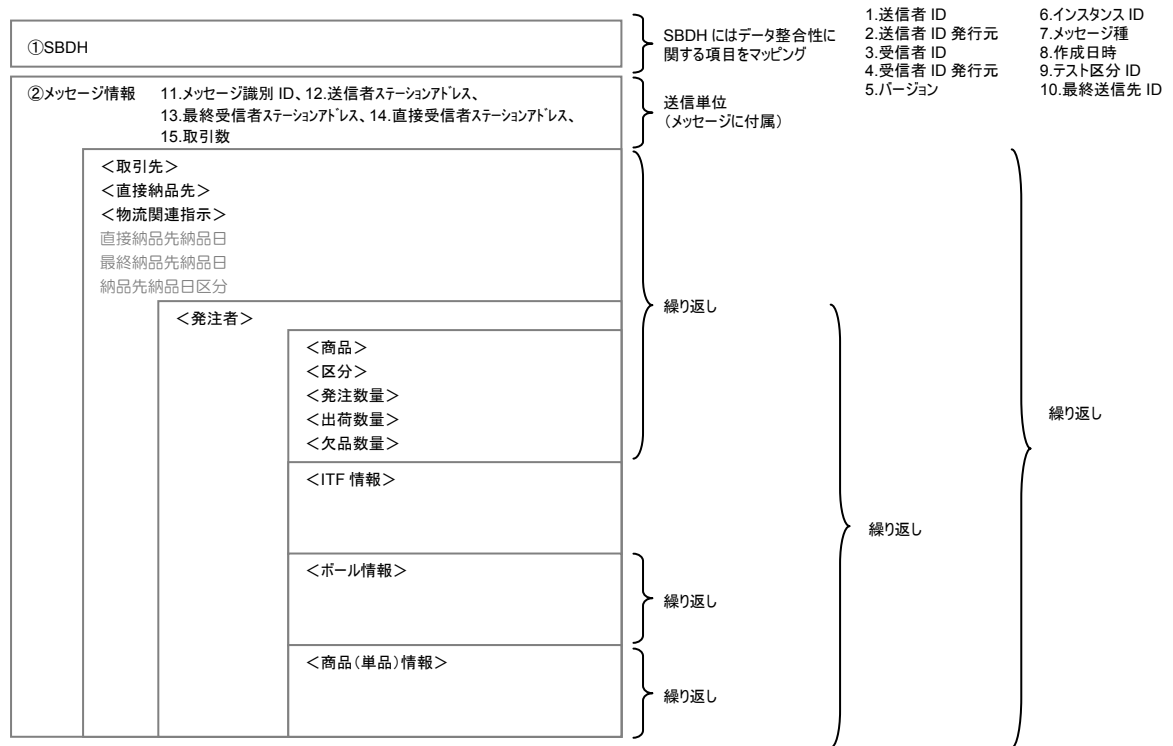 ①SBDH
SBDH にはデータ整合性に
関する項目をマッピング
1.送信者 ID
2.送信者 ID 発行元
3.受信者 ID
4.受信者 ID 発行元
5.バージョン
6.インスタンス ID
7.メッセージ種
8.作成日時
9.テスト区分 ID
10.最終送信先 ID
②メッセージ情報 11.メッセージ識別 ID、12.送信者ステーションアドレス、
13.最終受信者ステーションアドレス、14.直接受信者ステーションアドレス、
15.取引数
送信単位
（メッセージに付属）
＜取引先＞
＜直接納品先＞
＜物流関連指示＞
直接納品先納品日
最終納品先納品日
納品先納品日区分
＜発注者＞
＜商品＞
＜区分＞
＜発注数量＞
＜出荷数量＞
＜欠品数量＞
繰り返し
＜ITF 情報＞
＜ボール情報＞
繰り返し
＜商品（単品）情報＞
繰り返し
繰り返し
繰り返し